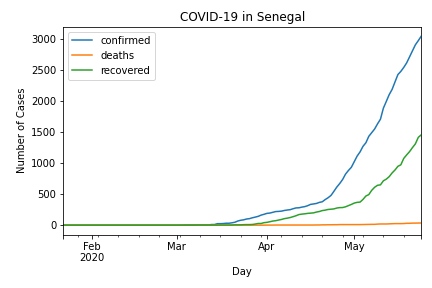 COVID-19 in Senegal
confirmed
deaths
recovered
Number of Cases
3000
2500
2000
1500
1000
500
0
Feb
2020
Mar
Apr
May
Day